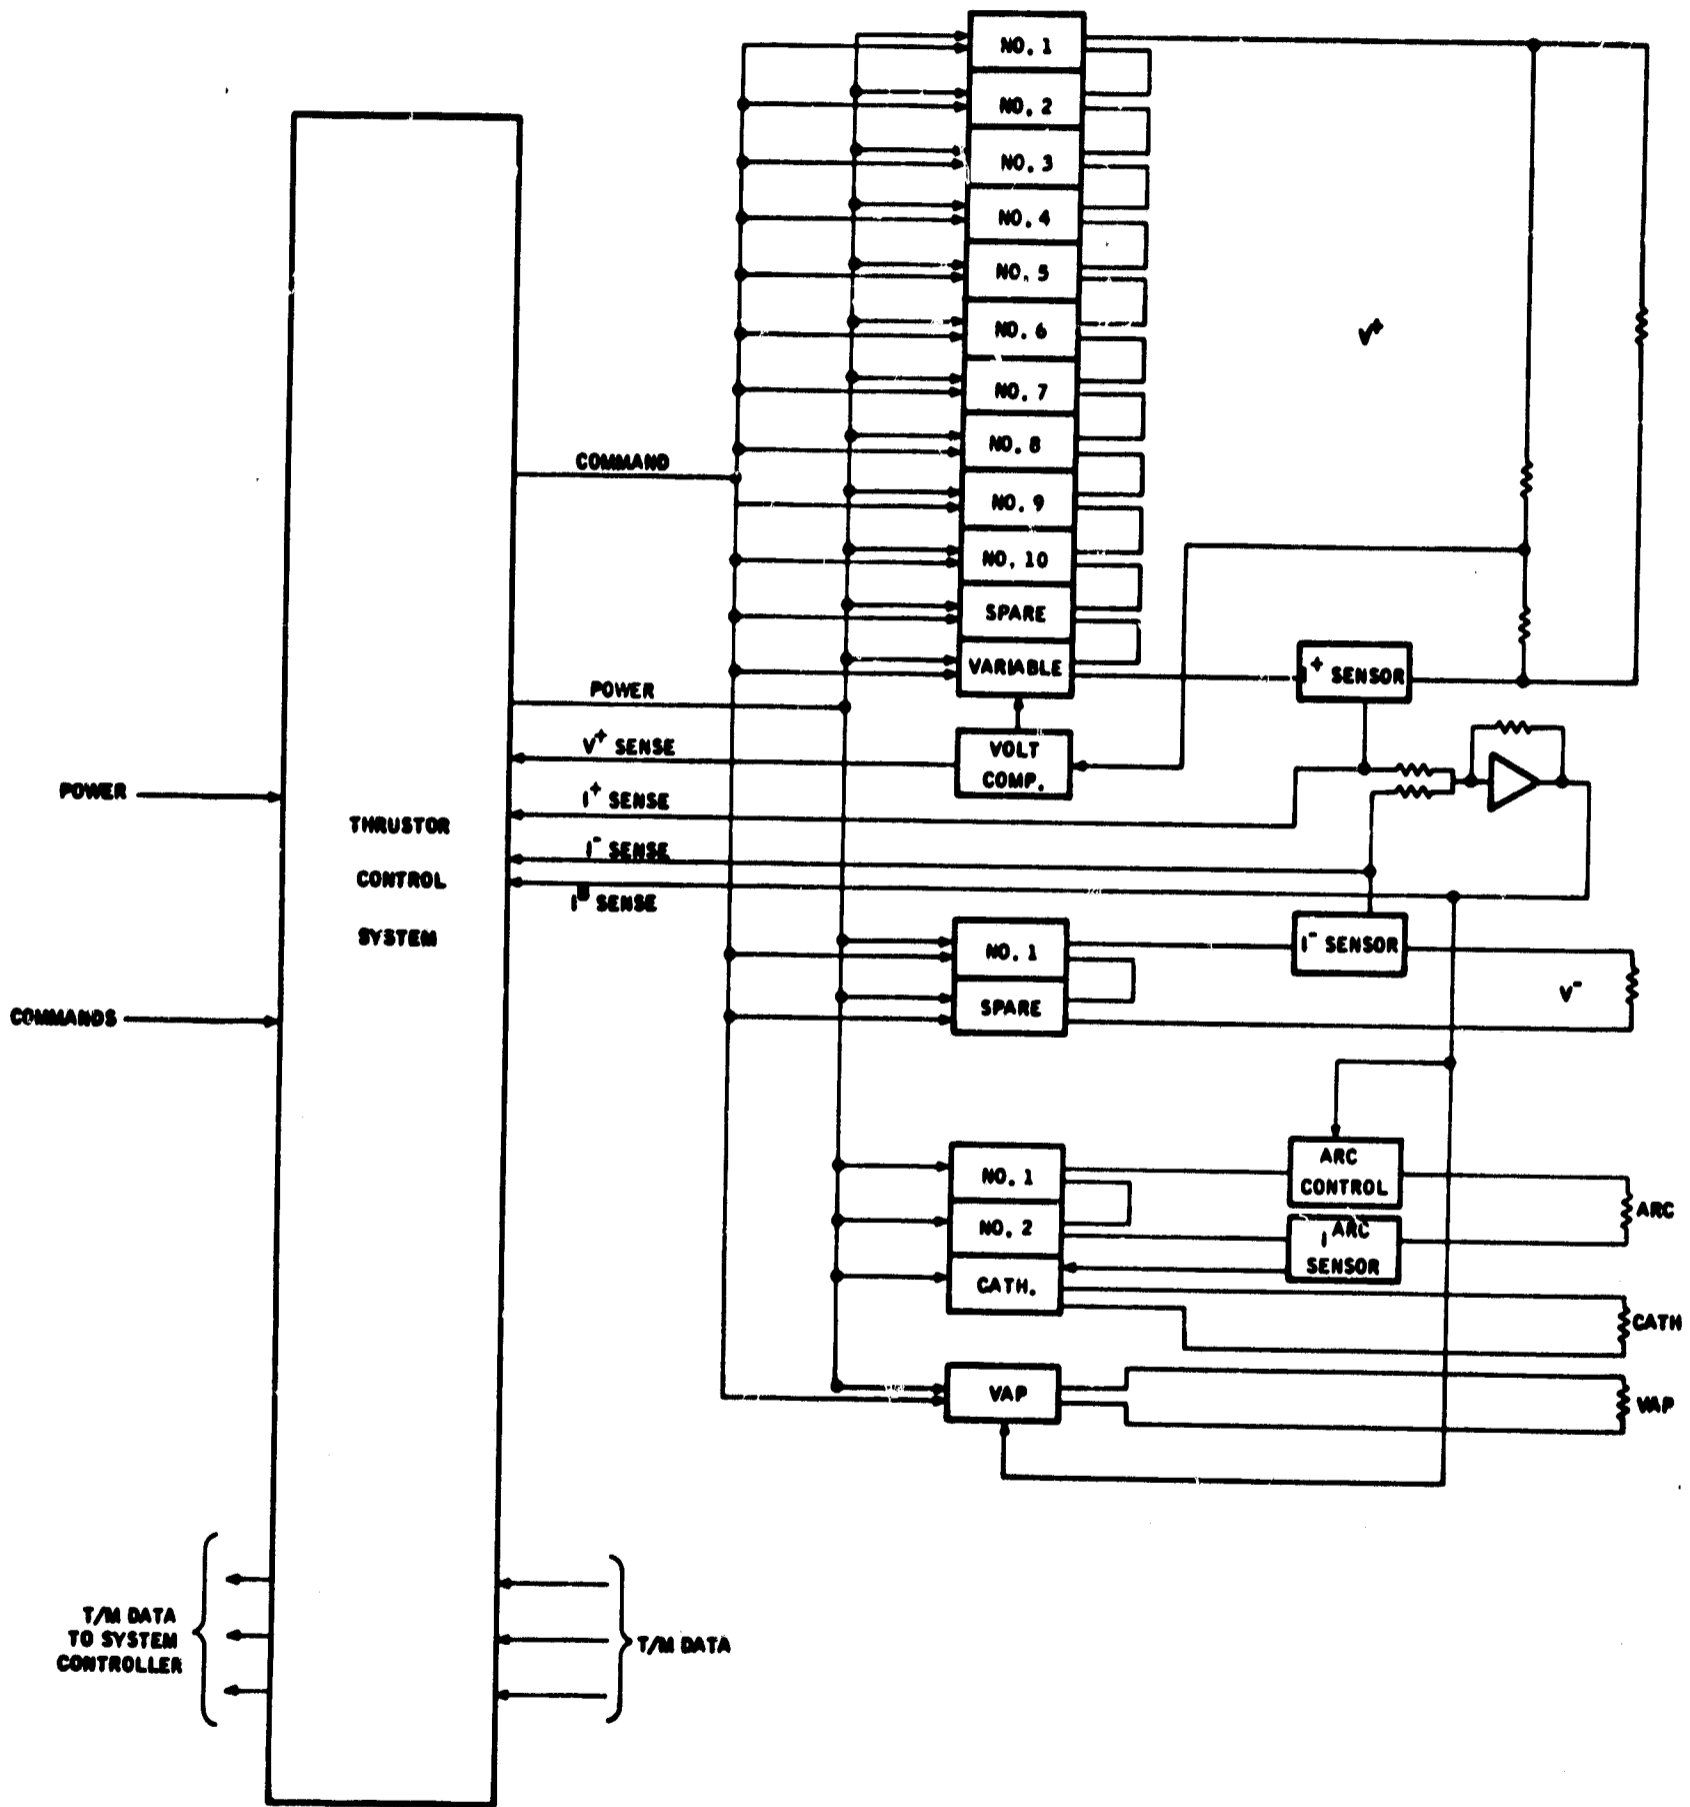 NO. 1
NO. 2
NO. 3
NO. 4
NO. 5
NO. 6
NO. 7
NO. 8
NO. 9
NO. 10
SPARE
VARIABLE
V+
COMMAND
POWER
V+ SENSE
I+ SENSE
I- SENSE
IB SENSE
VOLT
COMP.
I+ SENSOR
POWER
THRUSTOR
CONTROL
SYSTEM
COMMANDS
NO. 1
SPARE
I- SENSOR
V-
NO. 1
NO. 2
CATH.
ARC
CONTROL
I ARC
SENSOR
ARC
CATH
VAP
VAP
T/M DATA
TO SYSTEM
CONTROLLER
T/M DATA